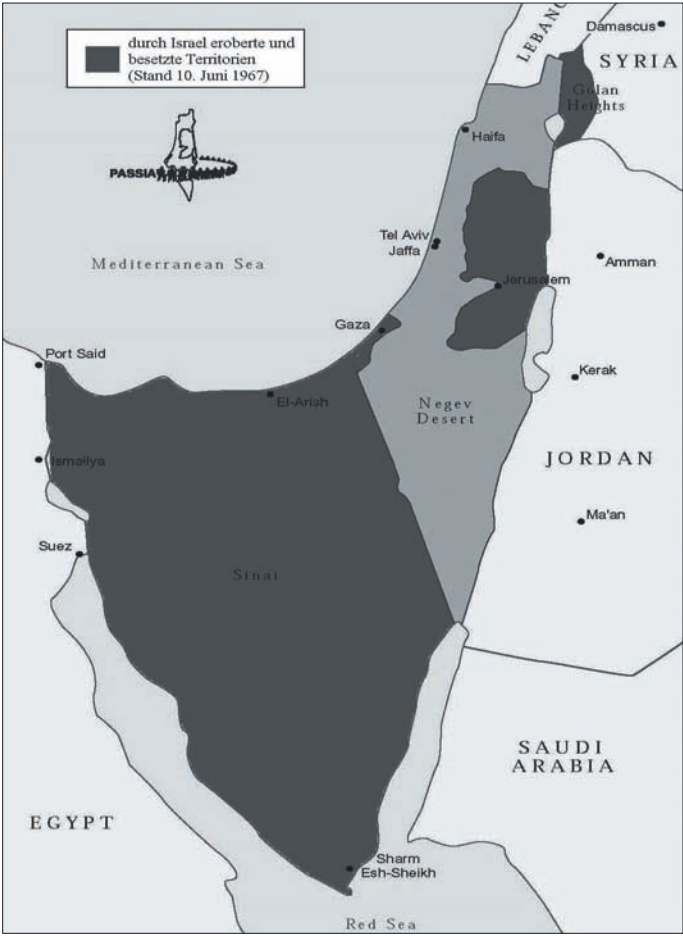 durch Israel eroberte und
besetzte Territorien
(Stand 10. Juni 1967)
PASSIA
LEBANO
Damascus
SYRIA
Golan
Heights
Haifa
Tel Aviv
Jaffa
Mediterranean Sea
Amman
Jerusalem
Gaza
Port Said
Kerak
El-Arish
Negev
Desert
Ismailya
JORDAN
Ma'an
Suez
Sinai
SAUDI
ARABIA
EGYPT
Sharm
Esh-Sheikh
Red Sea